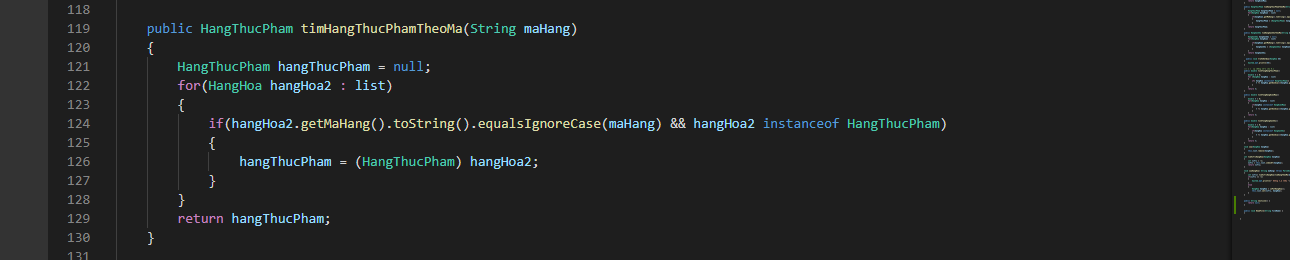 118
119 public HangThucPham timHangThucPhamTheoMa(String maHang)
120 {
121 HangThucPham hangThucPham = null;
122 for(HangHoa hangHoa2 : list)
123 {
124 if(hangHoa2.getMaHang().toString().equalsIgnoreCase(maHang) && hangHoa2 instanceof HangThucPham)
125 {
126 hangThucPham = (HangThucPham) hangHoa2;
127 }
128 }
129 return hangThucPham;
130 }
131